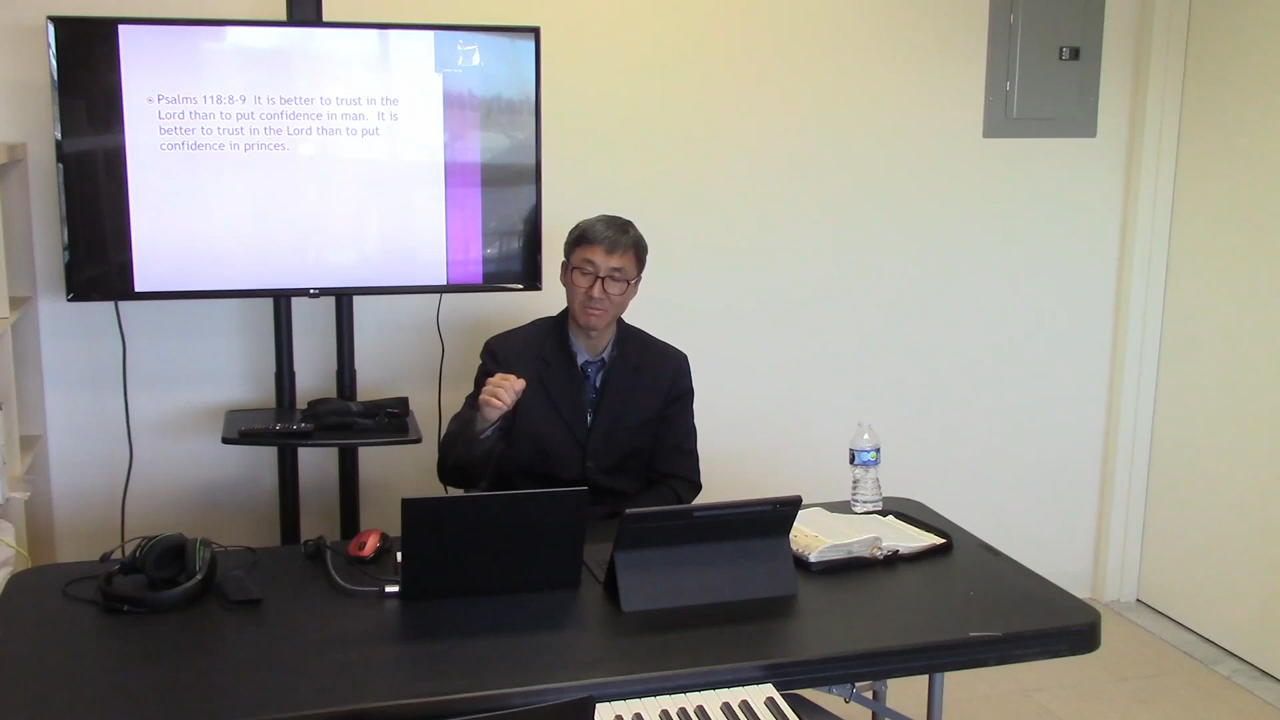 Psalms 118:8-9 It is better to trust in the
Lord than to put confidence in man. It is
better to trust in the Lord than to put
confidence in princes.
LG